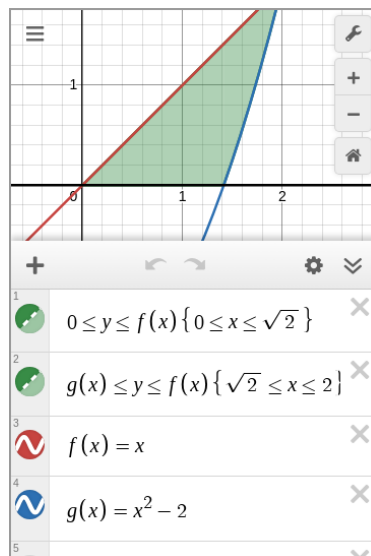 1
0
1
2
1
0 ≤ y ≤ f(x) {0 ≤ x ≤ √2}
2
g(x) ≤ y ≤ f(x) {√2 ≤ x ≤ 2}
3
f(x) = x
4
g(x) = x² − 2
5